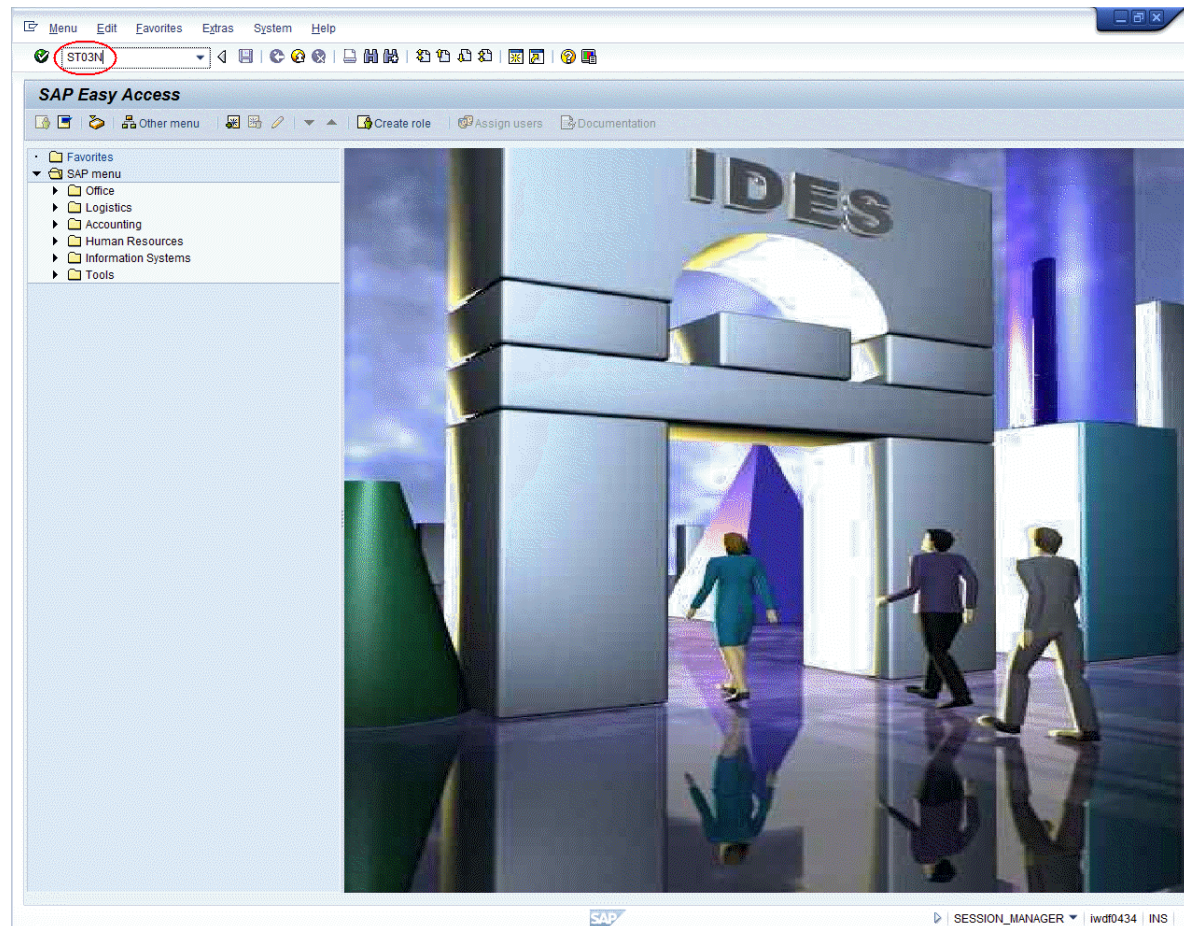 Menu Edit Favorites Extras System Help
ST03N
SAP Easy Access
Other menu Create role Assign users Documentation
Favorites
SAP menu
Office
Logistics
Accounting
Human Resources
Information Systems
Tools
IDES
SAP SESSION_MANAGER iwdf0434 INS